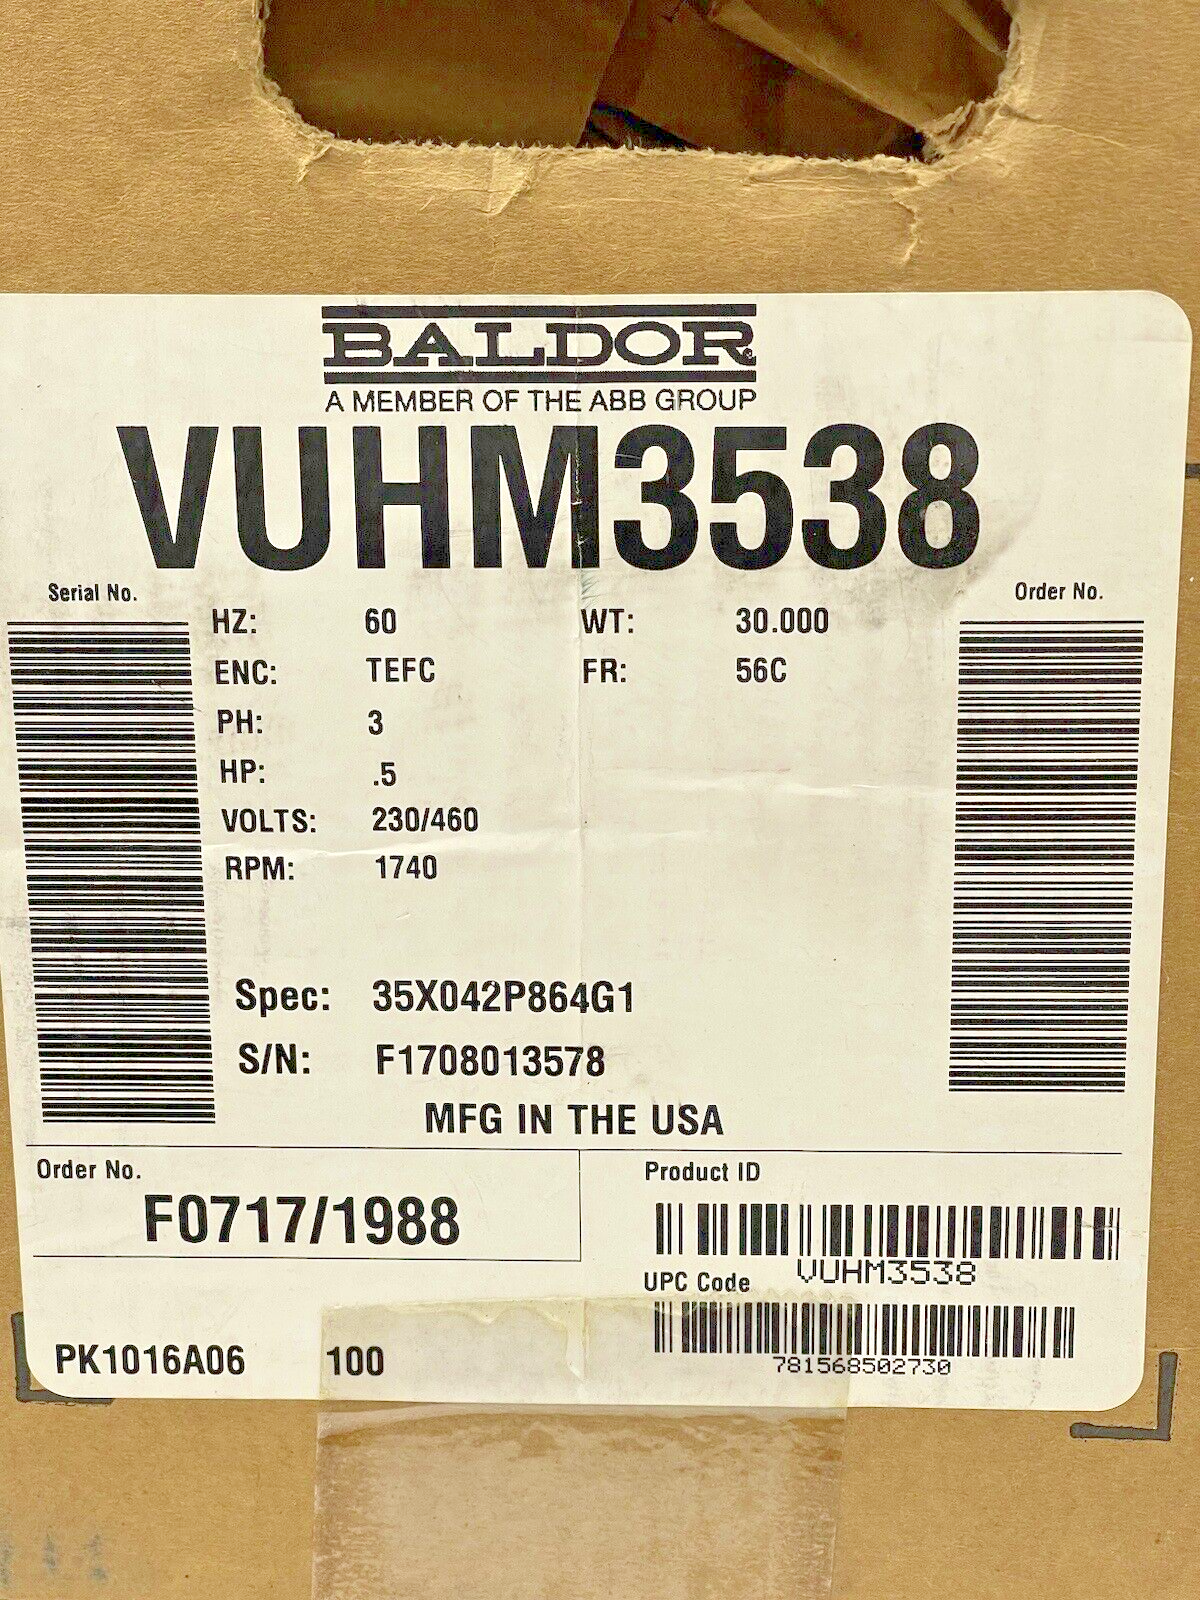 BALDOR
A MEMBER OF THE ABB GROUP
VUHM3538
Serial No.
Order No.
HZ: 60 WT: 30.000
ENC: TEFC FR: 56C
PH: 3
HP: .5
VOLTS: 230/460
RPM: 1740
Spec: 35X042P864G1
S/N: F1708013578
MFG IN THE USA
Order No.
F0717/1988
Product ID
VUHM3538
UPC Code
781568502730
PK1016A06 100